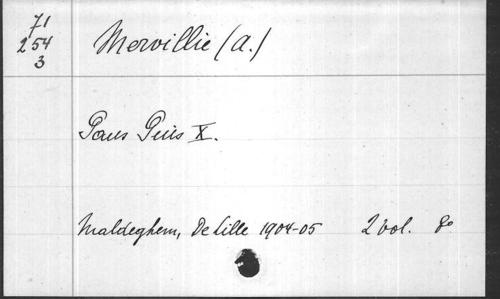 71
254
3
Mervillie (A.)
Paus Pius X.
Maldeghem, De Lille 1904-05 2 vol. 8°